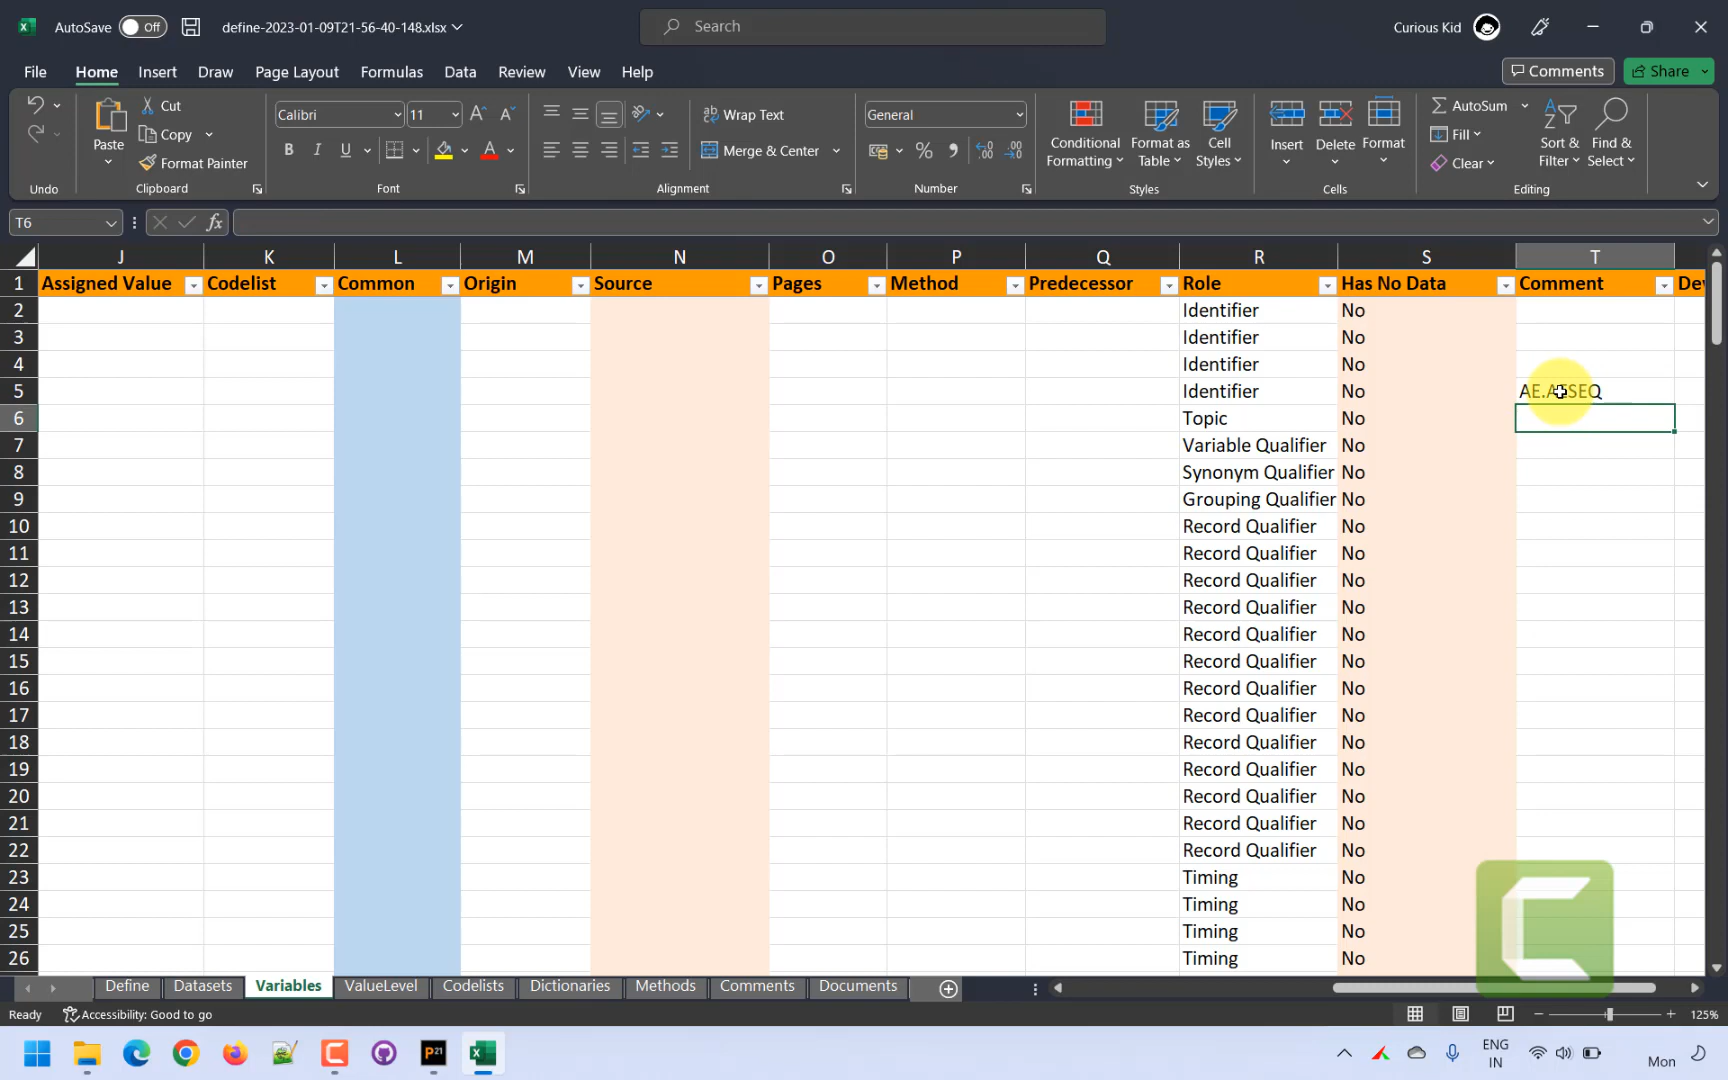 AutoSave Off define-2023-01-09T21-56-40-148.xlsx Search Curious Kid
File Home Insert Draw Page Layout Formulas Data Review View Help Comments Share
Paste Cut Copy Format Painter
Calibri 11 B I U A
Wrap Text Merge & Center
General %
Conditional Formatting Format as Table Cell Styles
Insert Delete Format
AutoSum Fill Clear Sort & Filter Find & Select
Undo Clipboard Font Alignment Number Styles Cells Editing
T6 fx
J K L M N O P Q R S T
1 Assigned Value Codelist Common Origin Source Pages Method Predecessor Role Has No Data Comment
2 Identifier No
3 Identifier No
4 Identifier No
5 Identifier No AE.AESEQ
6 Topic No
7 Variable Qualifier No
8 Synonym Qualifier No
9 Grouping Qualifier No
10 Record Qualifier No
11 Record Qualifier No
12 Record Qualifier No
13 Record Qualifier No
14 Record Qualifier No
15 Record Qualifier No
16 Record Qualifier No
17 Record Qualifier No
18 Record Qualifier No
19 Record Qualifier No
20 Record Qualifier No
21 Record Qualifier No
22 Record Qualifier No
23 Timing No
24 Timing No
25 Timing No
26 Timing No
Define Datasets Variables ValueLevel Codelists Dictionaries Methods Comments Documents
Ready Accessibility: Good to go 125%
P21 ENG IN Mon